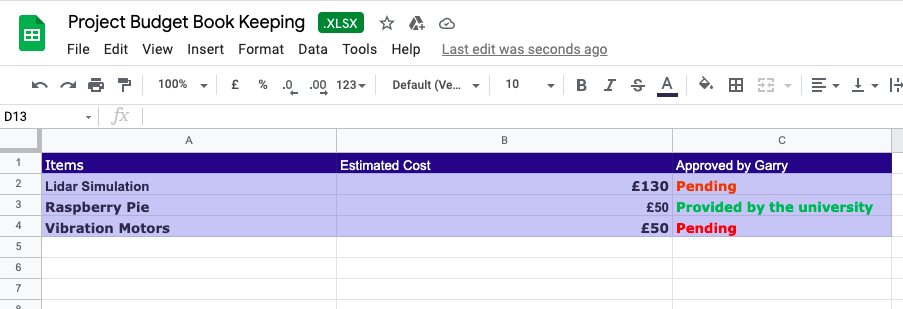 Project Budget Book Keeping .XLSX
File Edit View Insert Format Data Tools Help Last edit was seconds ago
100% £ % .0 .00 123 Default (Ve... 10 B I S A
D13 fx
A B C
1 Items Estimated Cost Approved by Garry
2 Lidar Simulation £130 Pending
3 Raspberry Pie £50 Provided by the university
4 Vibration Motors £50 Pending
5
6
7
8